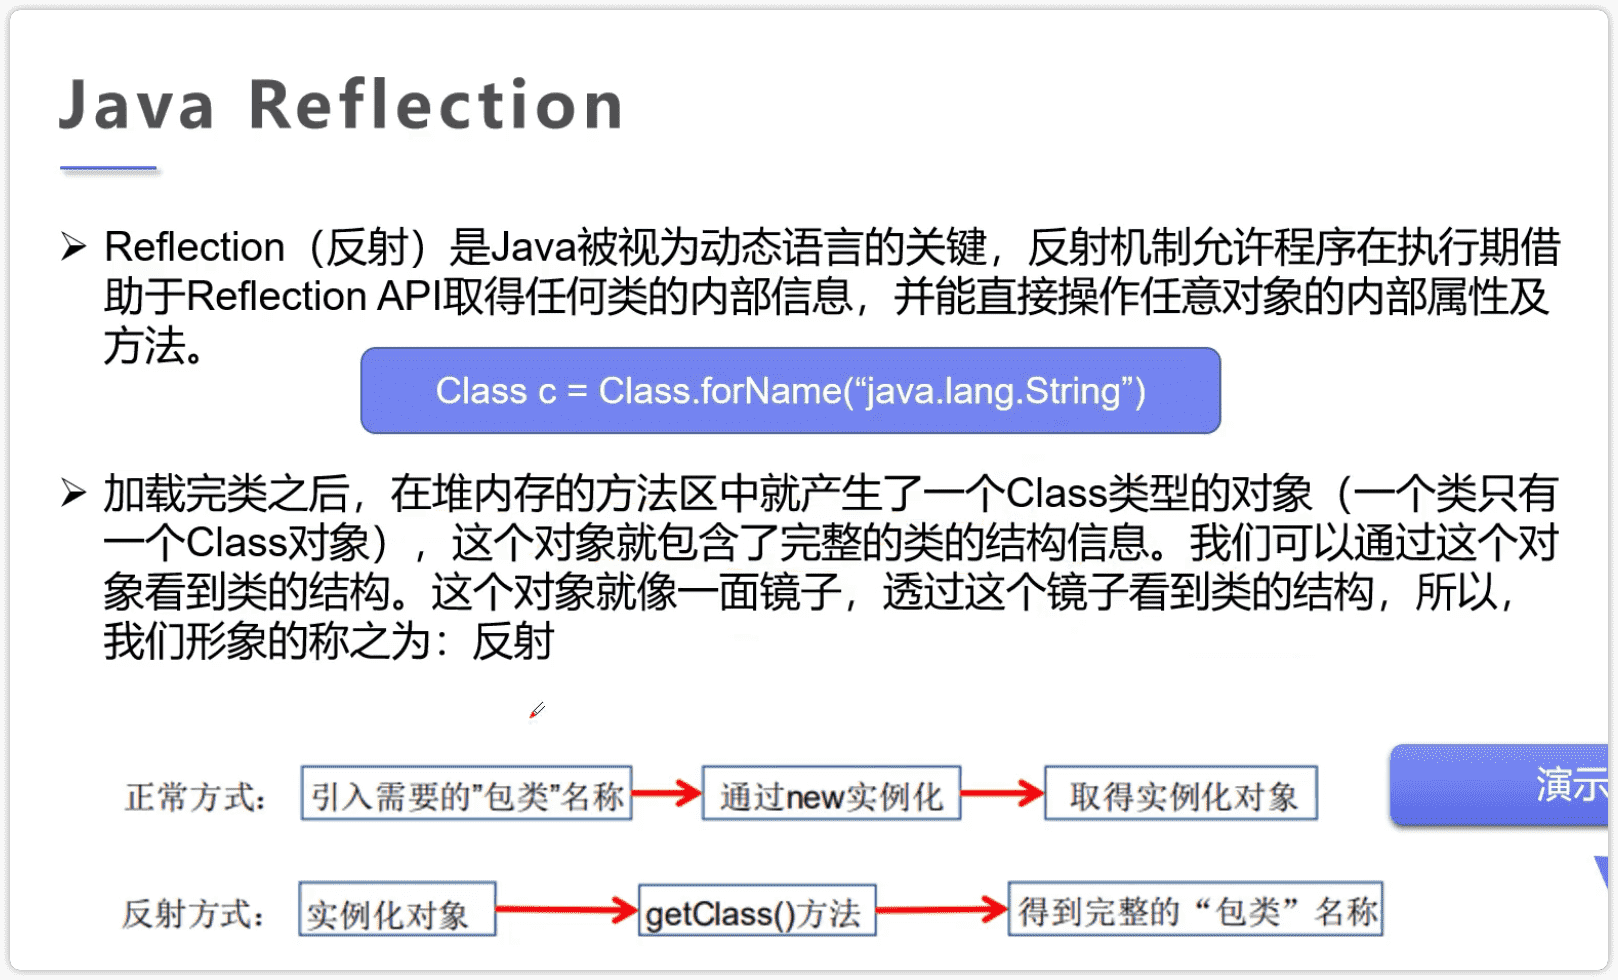 Java Reflection
Reflection（反射）是Java被视为动态语言的关键，反射机制允许程序在执行期借
助于Reflection API取得任何类的内部信息，并能直接操作任意对象的内部属性及
方法。
Class c = Class.forName(“java.lang.String”)
加载完类之后，在堆内存的方法区中就产生了一个Class类型的对象（一个类只有
一个Class对象），这个对象就包含了完整的类的结构信息。我们可以通过这个对
象看到类的结构。这个对象就像一面镜子，透过这个镜子看到类的结构，所以，
我们形象的称之为：反射
正常方式： 引入需要的”包类”名称 通过new实例化 取得实例化对象
演示
反射方式： 实例化对象 getClass()方法 得到完整的“包类”名称